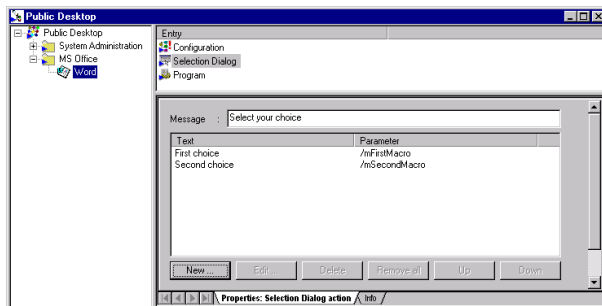 Public Desktop
Public Desktop
System Administration
MS Office
Word
Entry
Configuration
Selection Dialog
Program
Message : Select your choice
Text Parameter
First choice /mFirstMacro
Second choice /mSecondMacro
New ... Edit ... Delete Remove all Up Down
Properties: Selection Dialog action Info